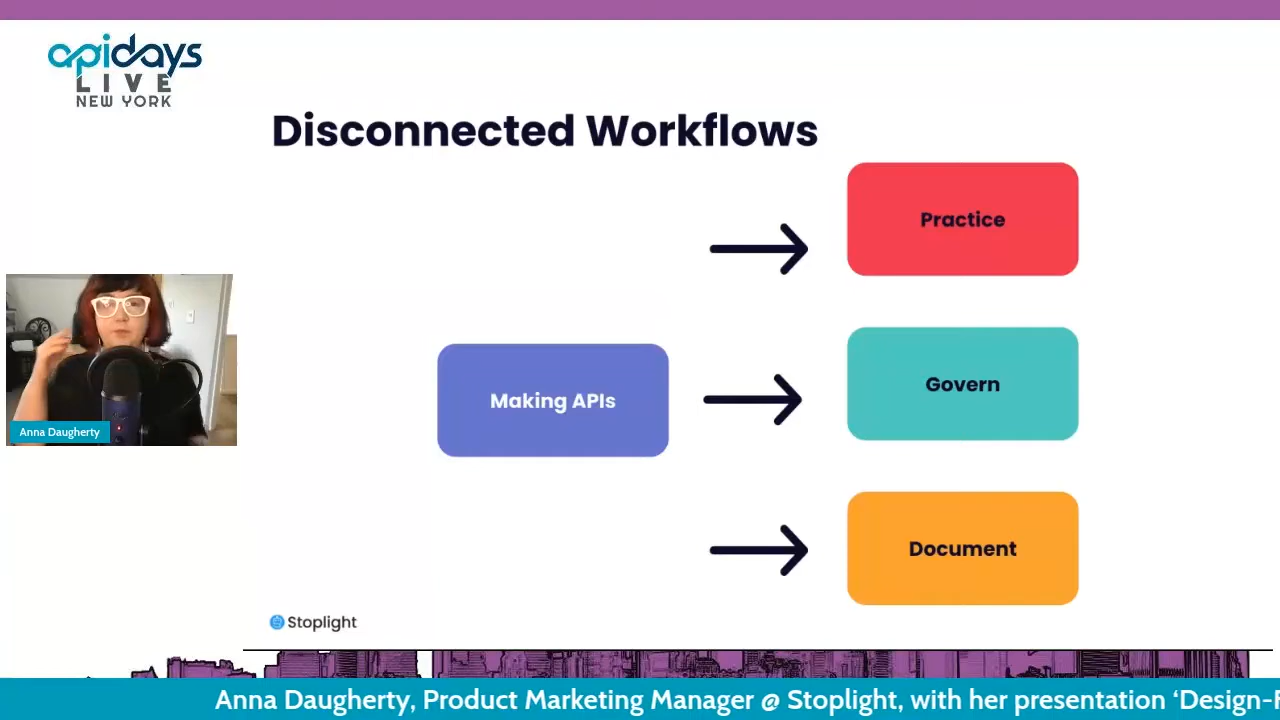 apidays
LIVE
NEW YORK
Disconnected Workflows
Practice
Making APIs
Govern
Document
Anna Daugherty
Stoplight
Anna Daugherty, Product Marketing Manager @ Stoplight, with her presentation ‘Design-F